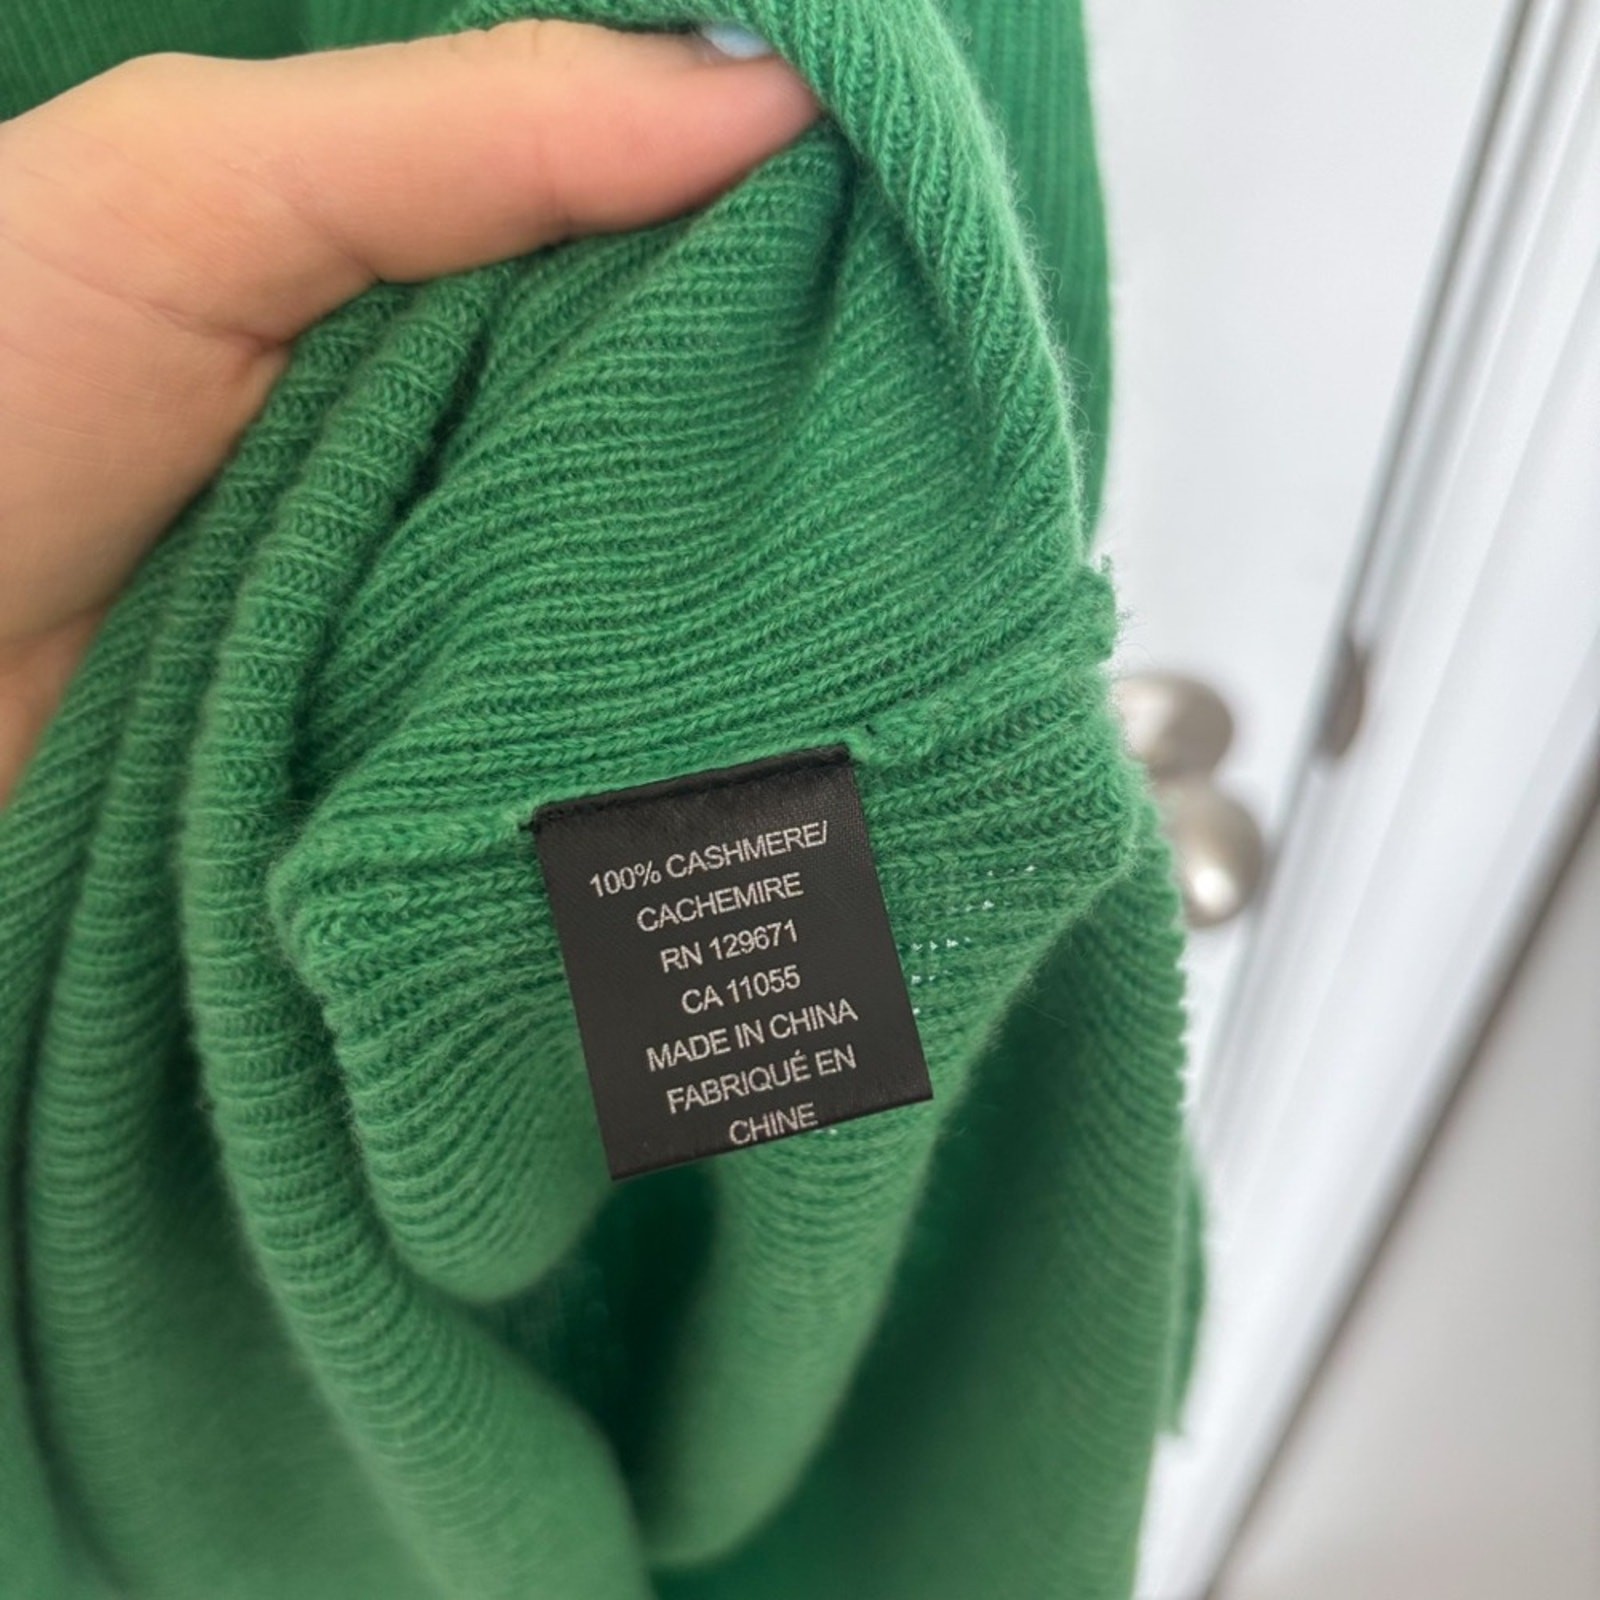 100% CASHMERE/
CACHEMIRE
RN 129671
CA 11055
MADE IN CHINA
FABRIQUÉ EN
CHINE